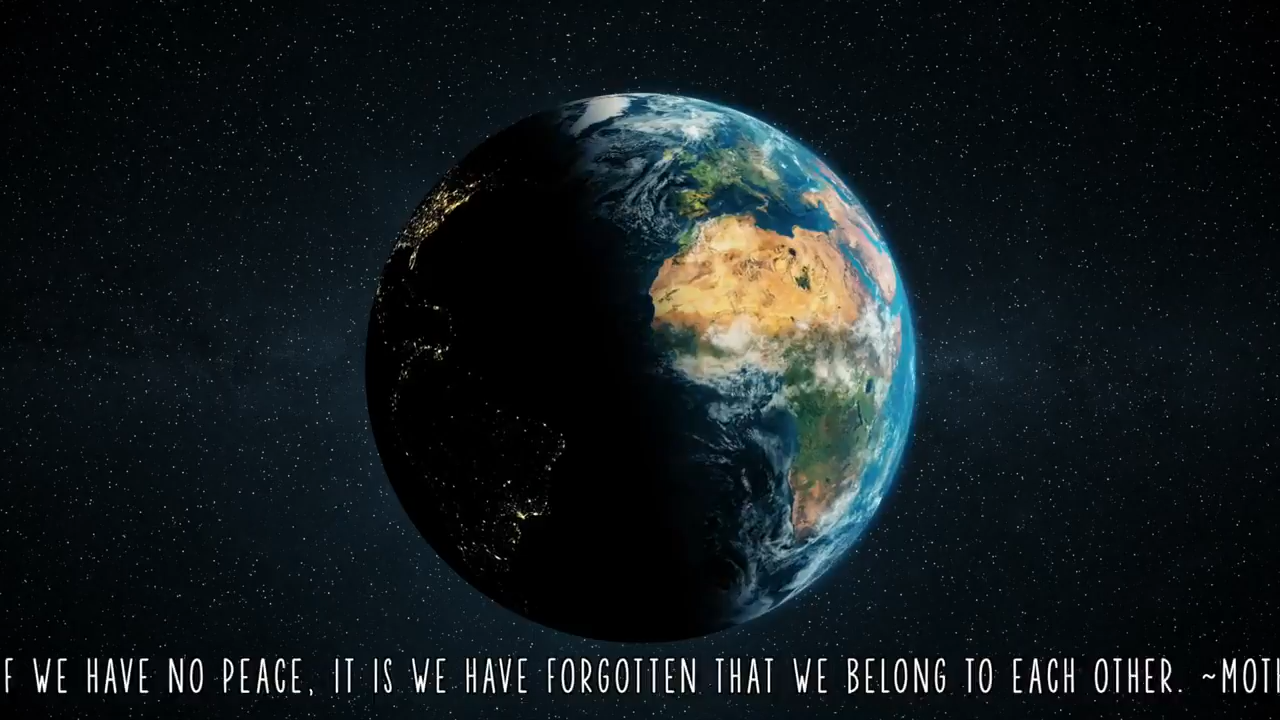 F WE HAVE NO PEACE, IT IS WE HAVE FORGOTTEN THAT WE BELONG TO EACH OTHER. ~MOTH